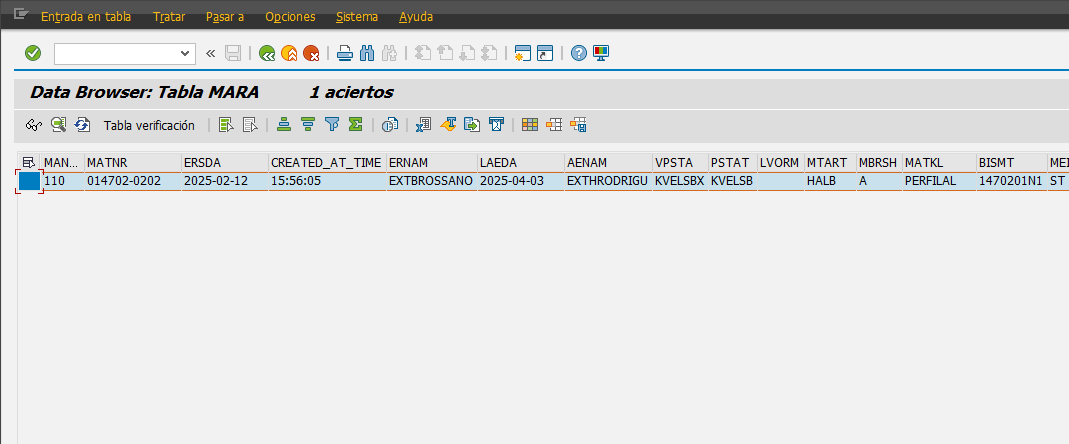 Entrada en tabla Tratar Pasar a Opciones Sistema Ayuda
«
Data Browser: Tabla MARA 1 aciertos
Tabla verificación
MAN... MATNR ERSDA CREATED_AT_TIME ERNAM LAEDA AENAM VPSTA PSTAT LVORM MTART MBRSH MATKL BISMT MEI
110 014702-0202 2025-02-12 15:56:05 EXTBROSSANO 2025-04-03 EXTHRODRIGU KVELSBX KVELSB HALB A PERFILAL 1470201N1 ST